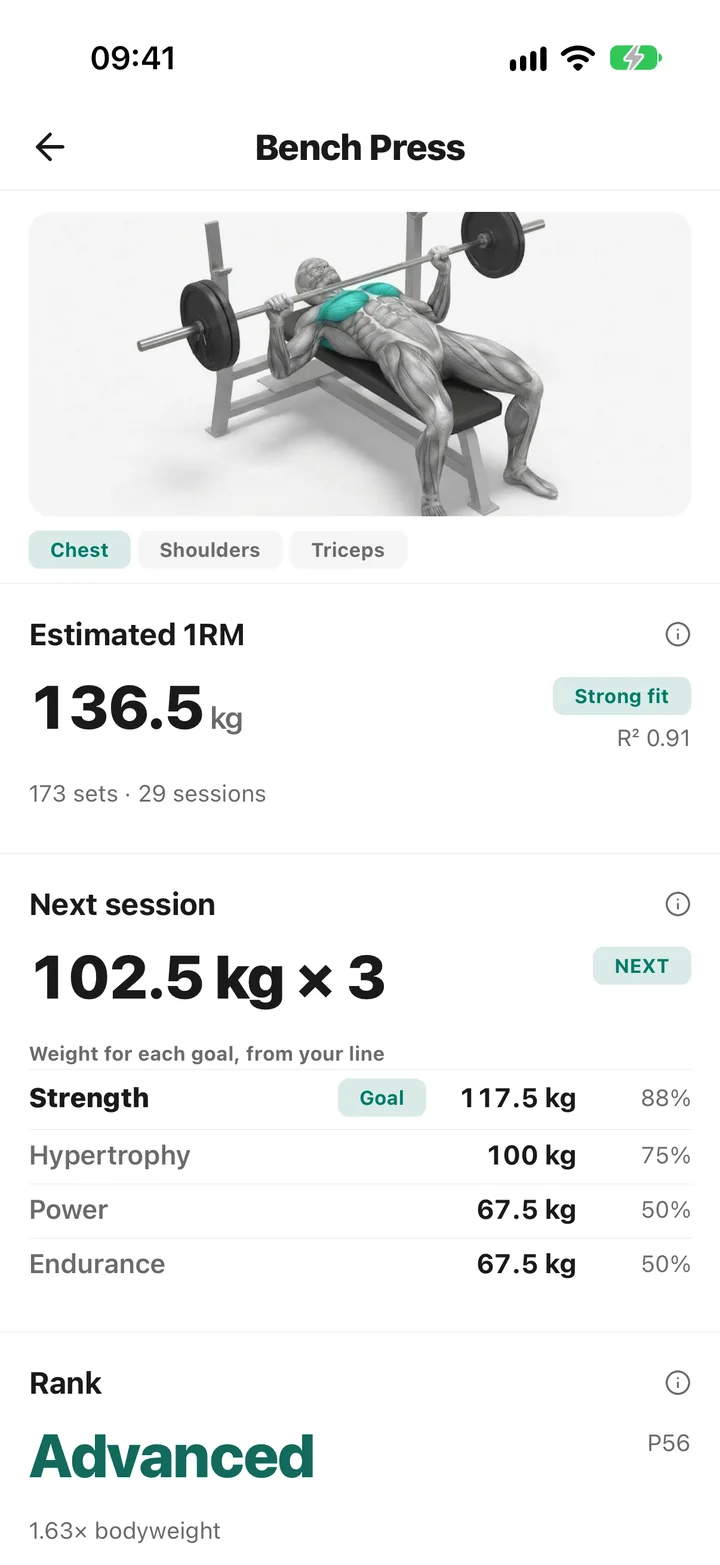 09:41
Bench Press
Chest Shoulders Triceps
Estimated 1RM
136.5 kg
Strong fit
R² 0.91
173 sets · 29 sessions
Next session
102.5 kg × 3
NEXT
Weight for each goal, from your line
Strength Goal 117.5 kg 88%
Hypertrophy 100 kg 75%
Power 67.5 kg 50%
Endurance 67.5 kg 50%
Rank
Advanced
P56
1.63× bodyweight